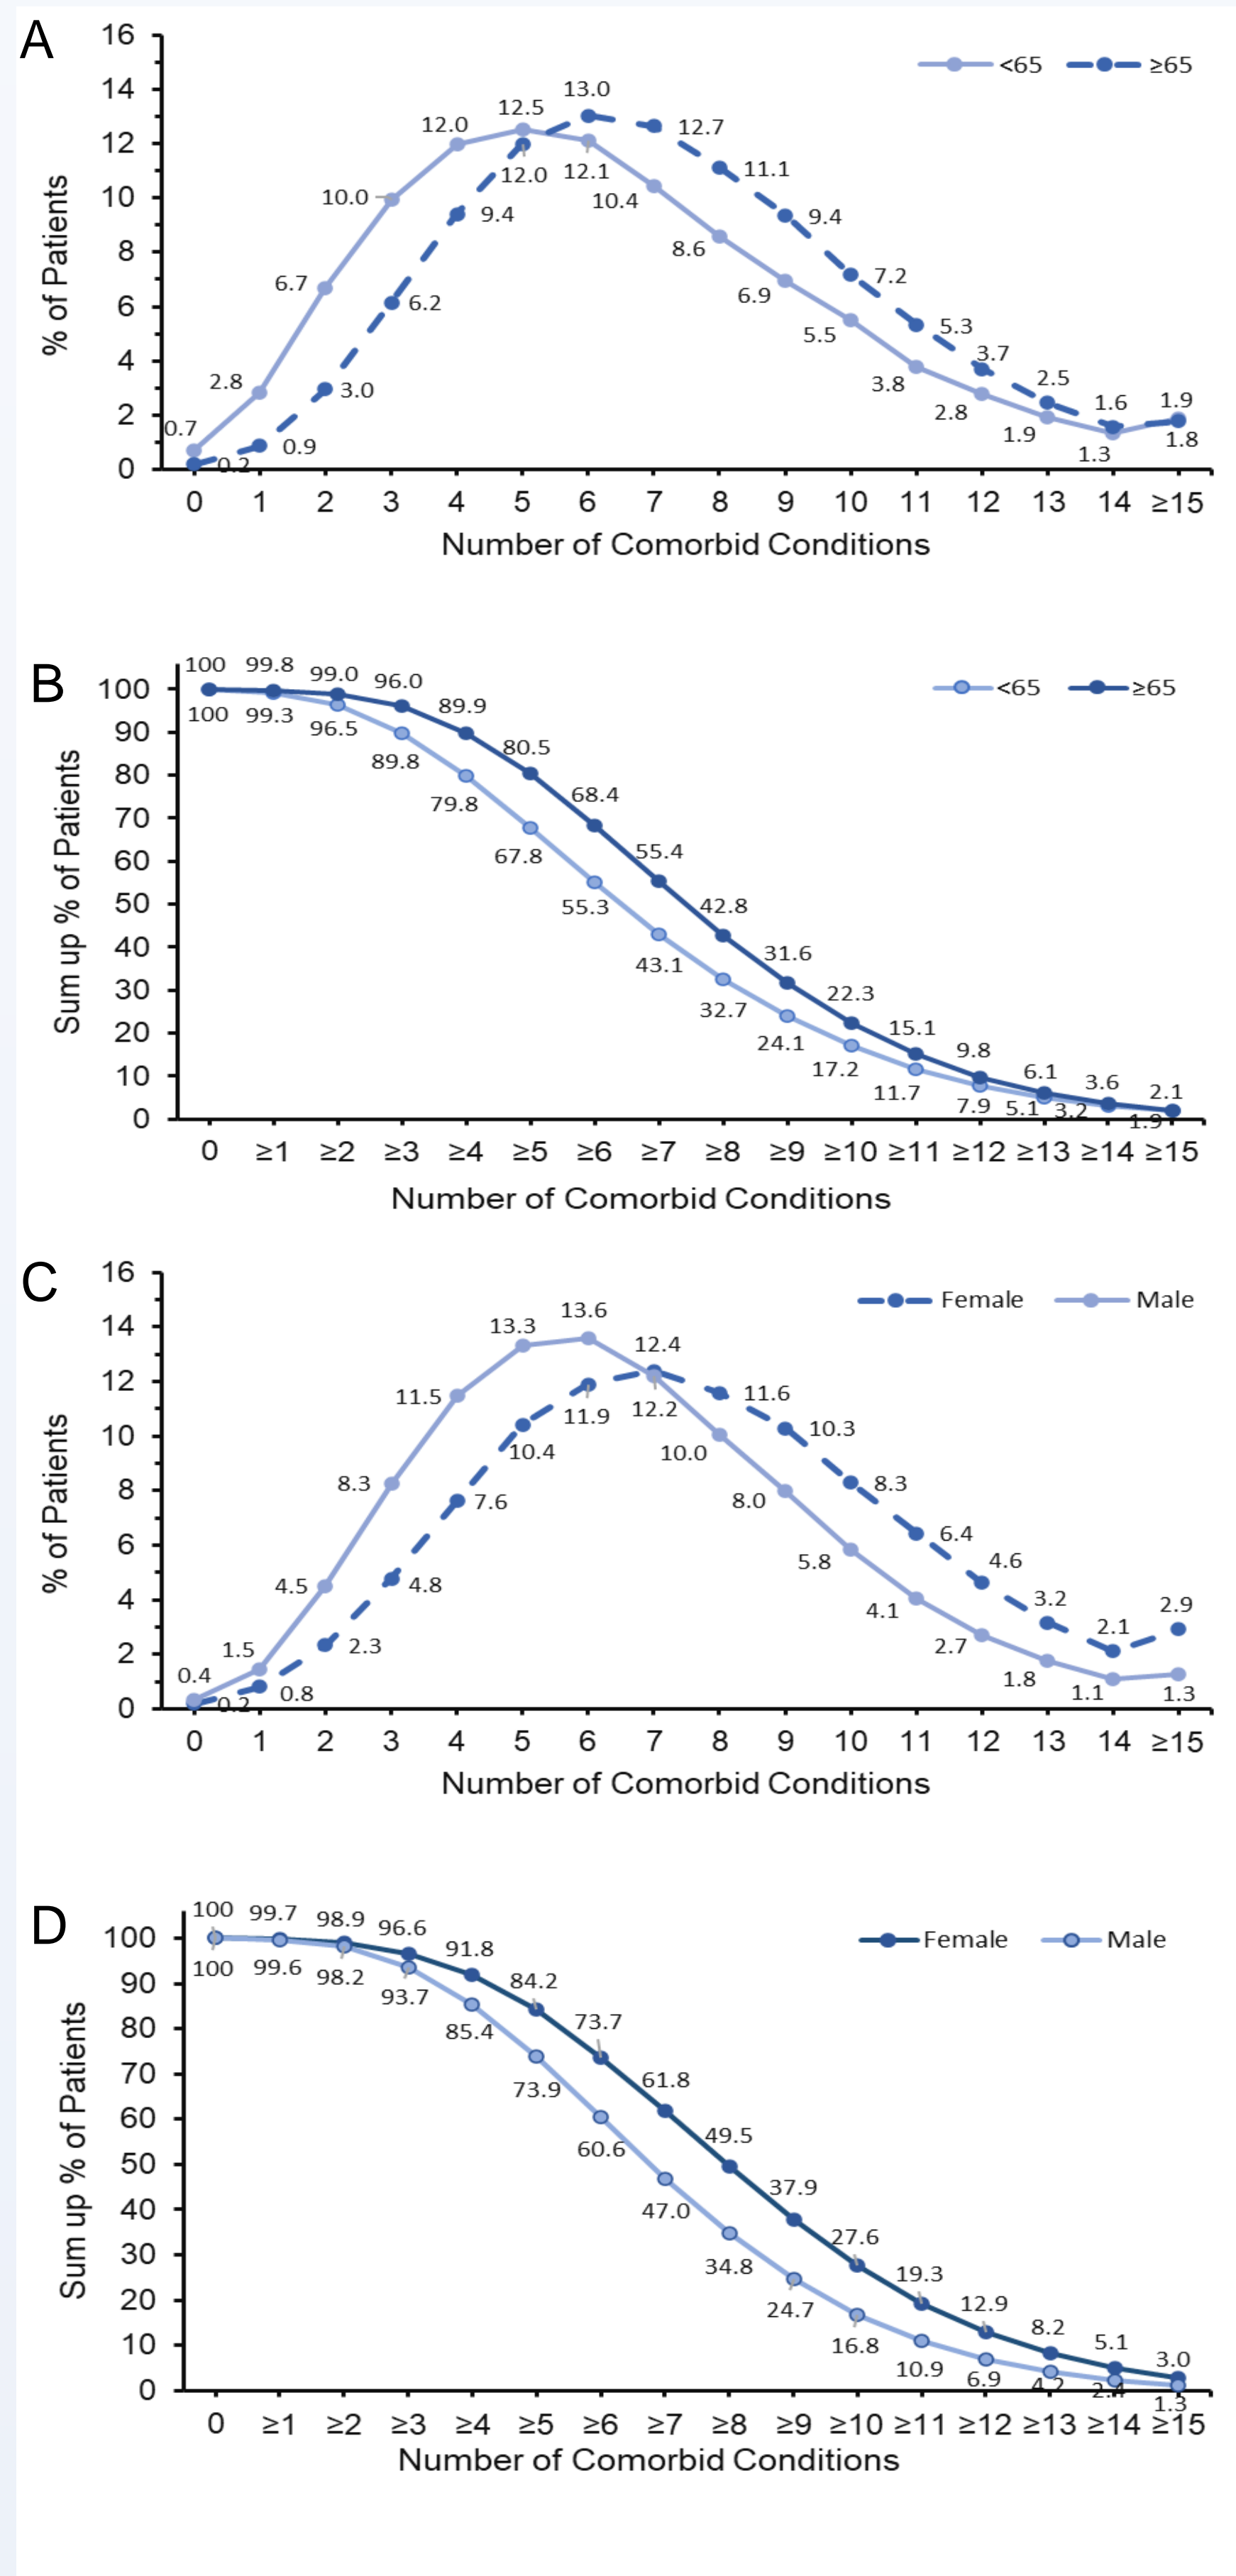 A
<65 ≥65
% of Patients
16
14
12
10
8
6
4
2
0
0.7 2.8 6.7 10.0 12.0 12.5 12.1 10.4 8.6 6.9 5.5 3.8 2.8 1.9 1.3 1.9
0.2 0.9 3.0 6.2 9.4 12.0 13.0 12.7 11.1 9.4 7.2 5.3 3.7 2.5 1.6 1.8
0 1 2 3 4 5 6 7 8 9 10 11 12 13 14 ≥15
Number of Comorbid Conditions
B
<65 ≥65
Sum up % of Patients
100
90
80
70
60
50
40
30
20
10
0
100 99.8 99.0 96.0 89.9 80.5 68.4 55.4 42.8 31.6 22.3 15.1 9.8 6.1 3.6 2.1
100 99.3 96.5 89.8 79.8 67.8 55.3 43.1 32.7 24.1 17.2 11.7 7.9 5.1 3.2 1.9
0 ≥1 ≥2 ≥3 ≥4 ≥5 ≥6 ≥7 ≥8 ≥9 ≥10 ≥11 ≥12 ≥13 ≥14 ≥15
Number of Comorbid Conditions
C
Female Male
% of Patients
16
14
12
10
8
6
4
2
0
0.4 1.5 4.5 8.3 11.5 13.3 13.6 12.2 10.0 8.0 5.8 4.1 2.7 1.8 1.1 1.3
0.2 0.8 2.3 4.8 7.6 10.4 11.9 12.4 11.6 10.3 8.3 6.4 4.6 3.2 2.1 2.9
0 1 2 3 4 5 6 7 8 9 10 11 12 13 14 ≥15
Number of Comorbid Conditions
D
Female Male
Sum up % of Patients
100
90
80
70
60
50
40
30
20
10
0
100 99.7 98.9 96.6 91.8 84.2 73.7 61.8 49.5 37.9 27.6 19.3 12.9 8.2 5.1 3.0
100 99.6 98.2 93.7 85.4 73.9 60.6 47.0 34.8 24.7 16.8 10.9 6.9 4.2 2.4 1.3
0 ≥1 ≥2 ≥3 ≥4 ≥5 ≥6 ≥7 ≥8 ≥9 ≥10 ≥11 ≥12 ≥13 ≥14 ≥15
Number of Comorbid Conditions